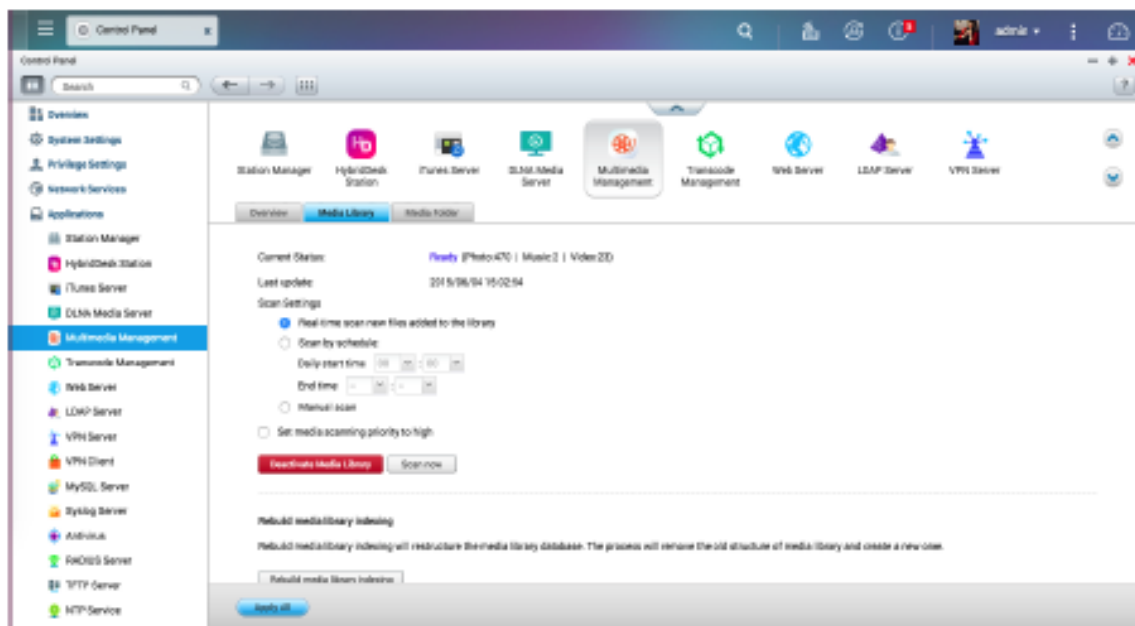 Control Panel
admin
Control Panel
Search
Overview
System Settings
Privilege Settings
Network Services
Applications
Station Manager
HybridDesk Station
iTunes Server
DLNA Media Server
Multimedia Management
Transcode Management
Web Server
LDAP Server
VPN Server
VPN Client
MySQL Server
Syslog Server
Antivirus
RADIUS Server
TFTP Server
NTP Service
Station Manager
HybridDesk Station
iTunes Server
DLNA Media Server
Multimedia Management
Transcode Management
Web Server
LDAP Server
VPN Server
Overview
Media Library
Media Folder
Current Status:
Ready (Photo:470 | Music:2 | Video:23)
Last update:
Scan Settings
Real-time scan new files added to the library
Scan by schedule:
Daily start time 00 : 00
End time - : -
Manual scan
Set media scanning priority to high
Deactivate Media Library
Scan now
Rebuild media library indexing
Rebuild media library indexing will restructure the media library database. The process will remove the old structure of media library and create a new one.
Rebuild media library indexing
Apply All